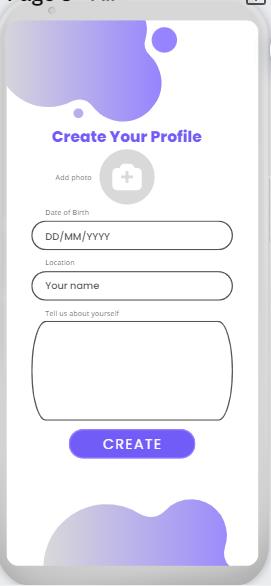 Create Your Profile
Add photo
Date of Birth
DD/MM/YYYY
Location
Your name
Tell us about yourself
CREATE